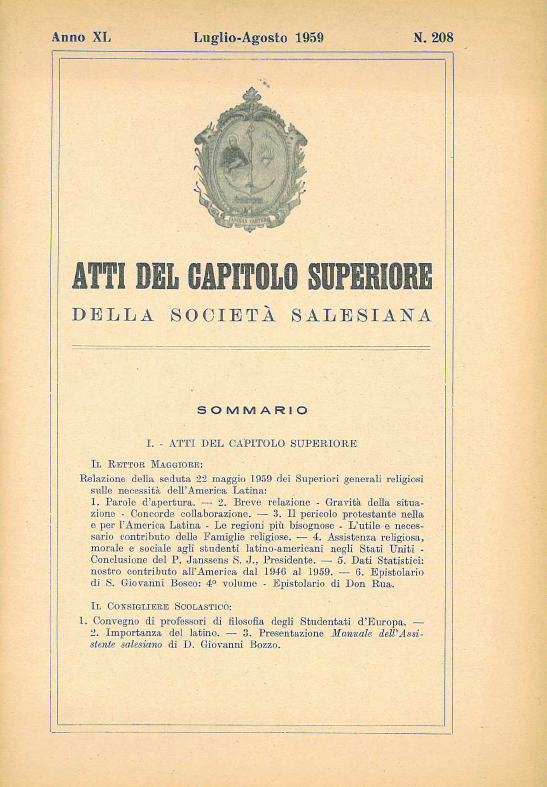 Anno XL Luglio-Agosto 1959 N. 208
ATTI DEL CAPITOLO SUPERIORE
DELLA SOCIETÀ SALESIANA
SOMMARIO
I. - ATTI DEL CAPITOLO SUPERIORE
IL RETTOR MAGGIORE:
Relazione della seduta 22 maggio 1959 dei Superiori generali religiosi
sulle necessità dell'America Latina:
1. Parole d'apertura. — 2. Breve relazione - Gravità della situa-
zione - Concorde collaborazione. — 3. Il pericolo protestante nella
e per l'America Latina - Le regioni più bisognose - L'utile e neces-
sario contributo delle Famiglie religiose. — 4. Assistenza religiosa,
morale e sociale agli studenti latino-americani negli Stati Uniti -
Conclusione del P. Janssens S. J., Presidente. — 5. Dati Statistici:
nostro contributo all'America dal 1946 al 1959. — 6. Epistolario
di S. Giovanni Bosco: 4º volume - Epistolario di Don Rua.
IL CONSIGLIERE SCOLASTICO:
1. Convegno di professori di filosofia degli Studentati d'Europa. —
2. Importanza del latino. — 3. Presentazione Manuale dell'Assi-
stente salesiano di D. Giovanni Bozzo.